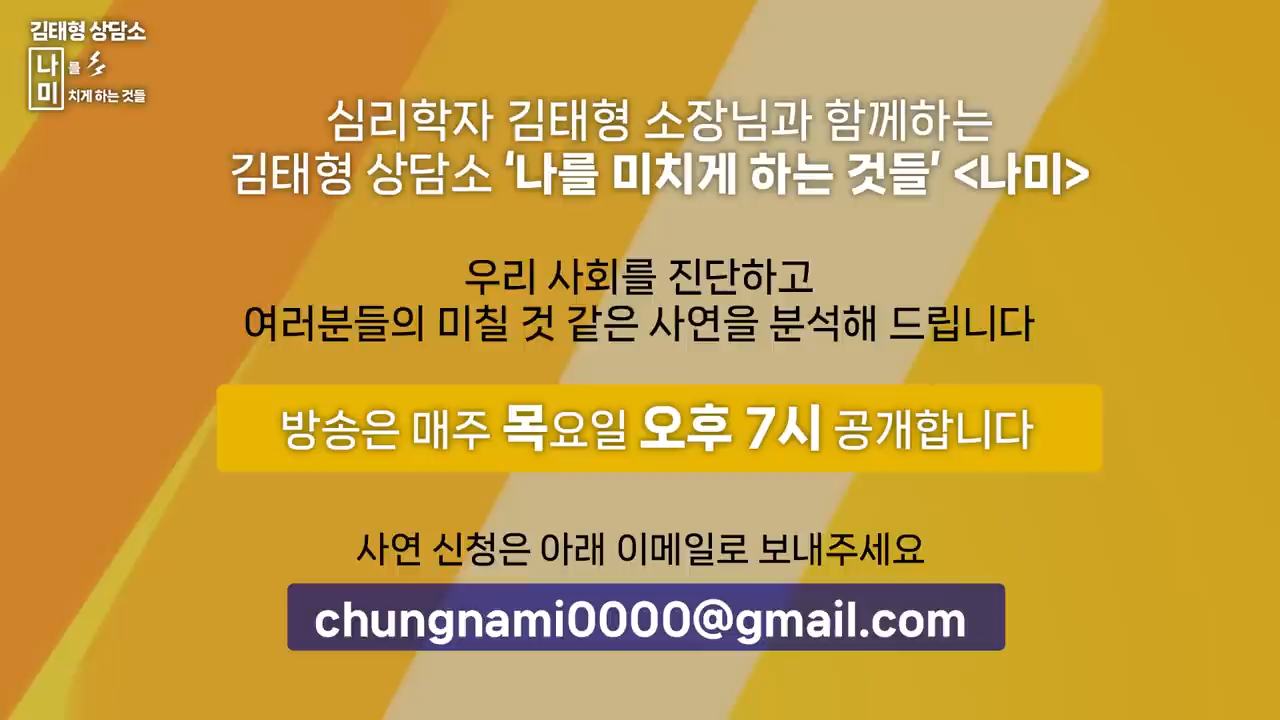 김태형 상담소
나를
미치게 하는 것들
심리학자 김태형 소장님과 함께하는
김태형 상담소 ‘나를 미치게 하는 것들’ <나미>
우리 사회를 진단하고
여러분들의 미칠 것 같은 사연을 분석해 드립니다
방송은 매주 목요일 오후 7시 공개합니다
사연 신청은 아래 이메일로 보내주세요
chungnami0000@gmail.com